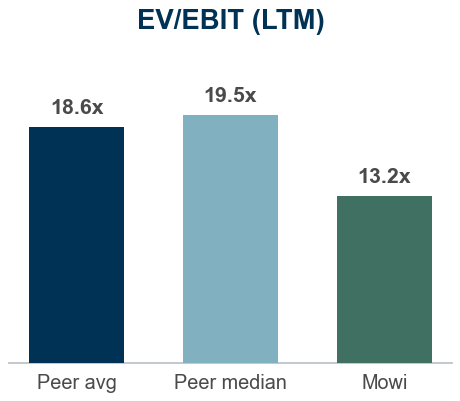 EV/EBIT (LTM)
18.6x
19.5x
13.2x
Peer avg
Peer median
Mowi